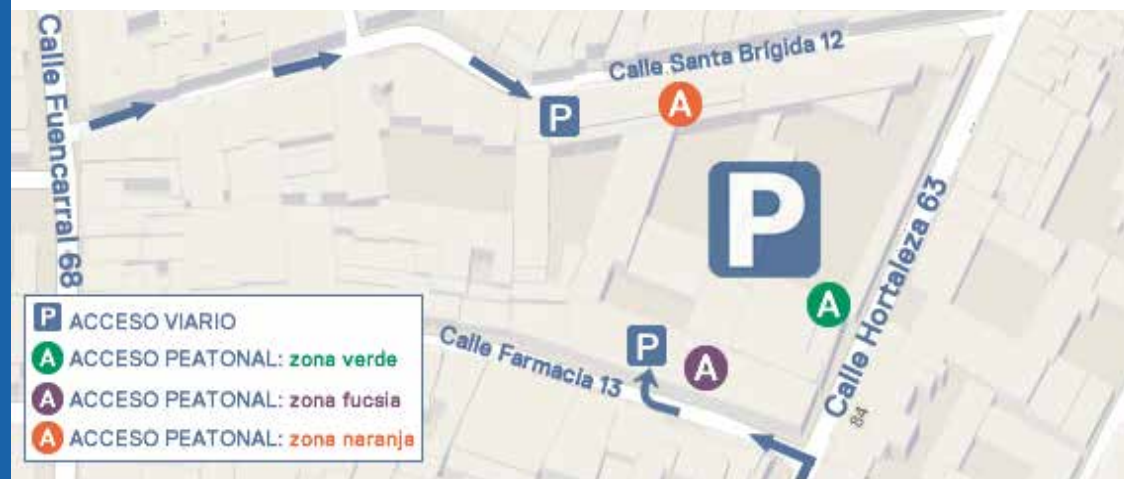 Calle Fuencarral 68
Calle Santa Brígida 12
P
A
P
Calle Hortaleza 63
A
84
Calle Farmacia 13
P
A
P ACCESO VIARIO
A ACCESO PEATONAL: zona verde
A ACCESO PEATONAL: zona fucsia
A ACCESO PEATONAL: zona naranja